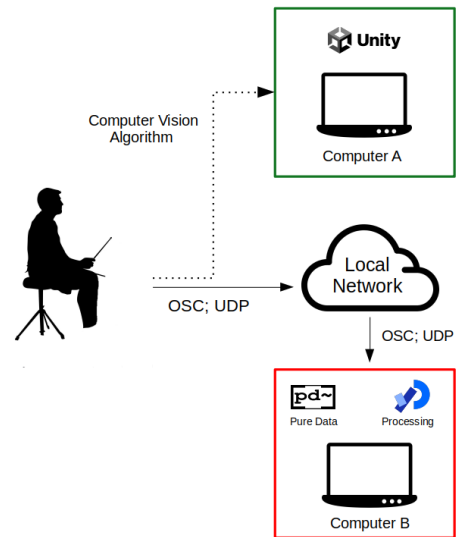 Unity
Computer A
Computer Vision
Algorithm
Local
Network
OSC; UDP
OSC; UDP
pd~
Pure Data
Processing
Computer B